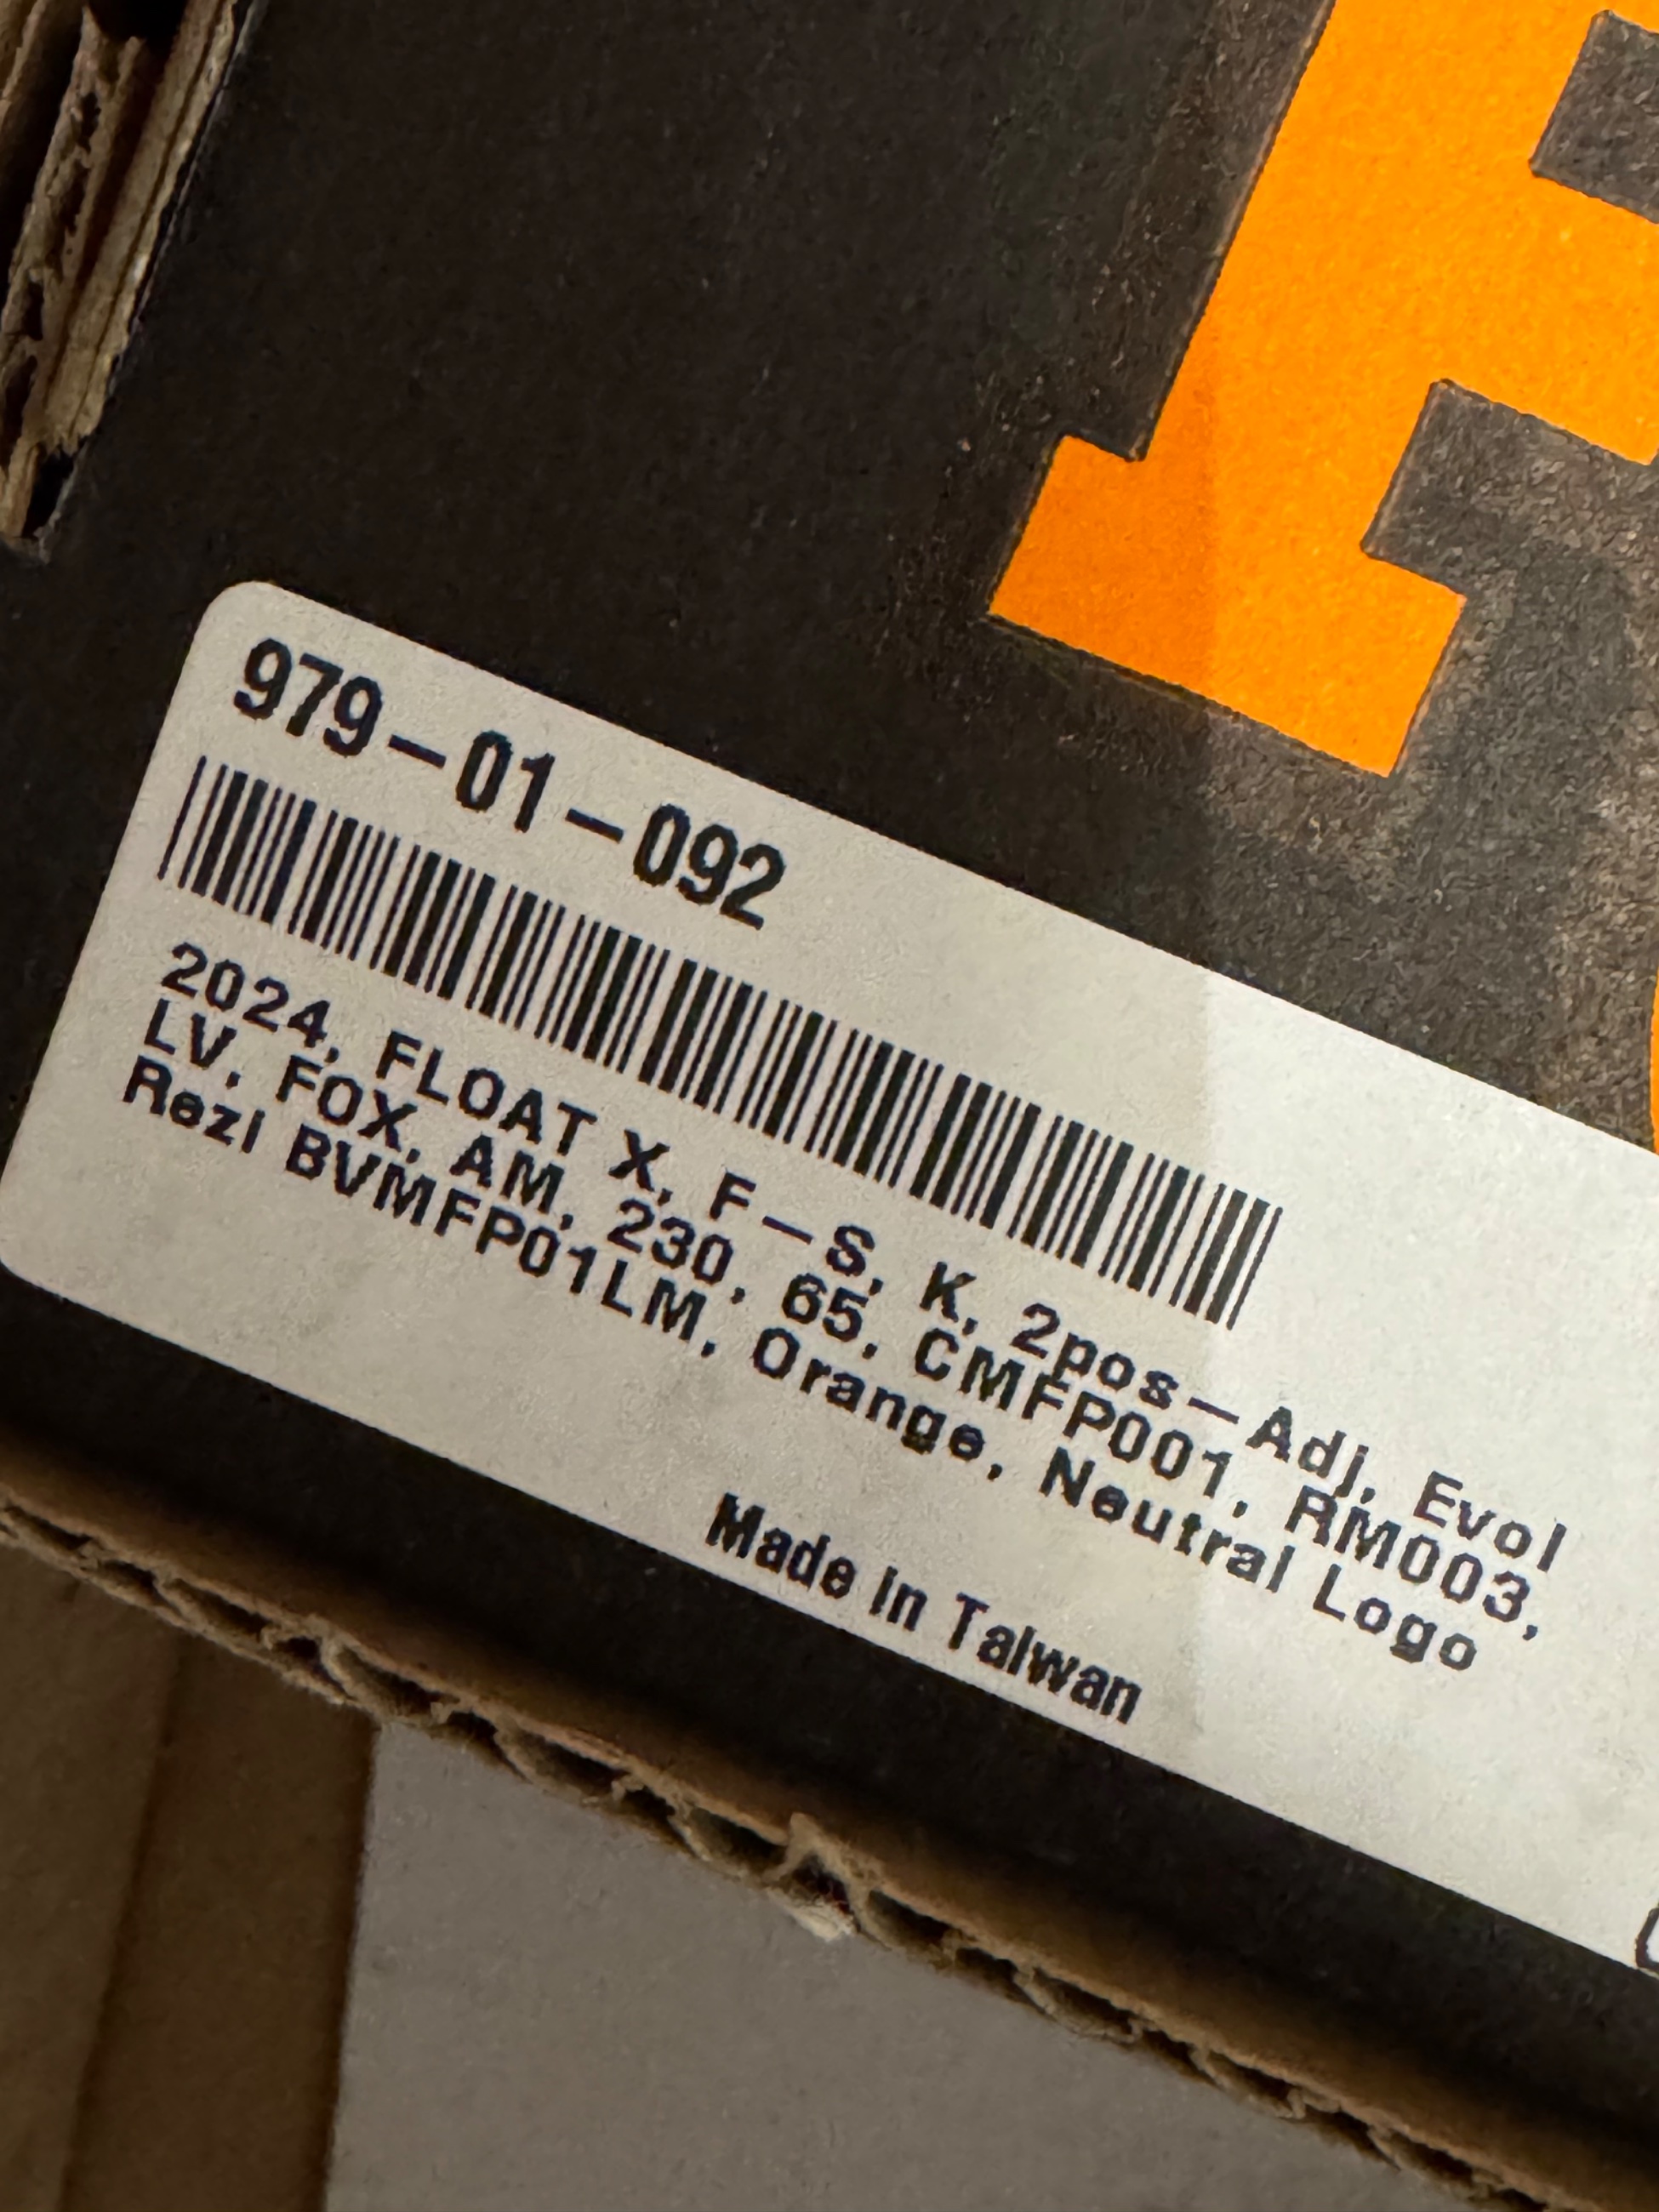 979-01-092
2024, FLOAT X, F-S, K, 2pos-Adj, Evol
LV, FOX, AM, 230, 65, CMFP001, RM003,
Rezi BVMFP01LM, Orange, Neutral Logo
Made in Taiwan